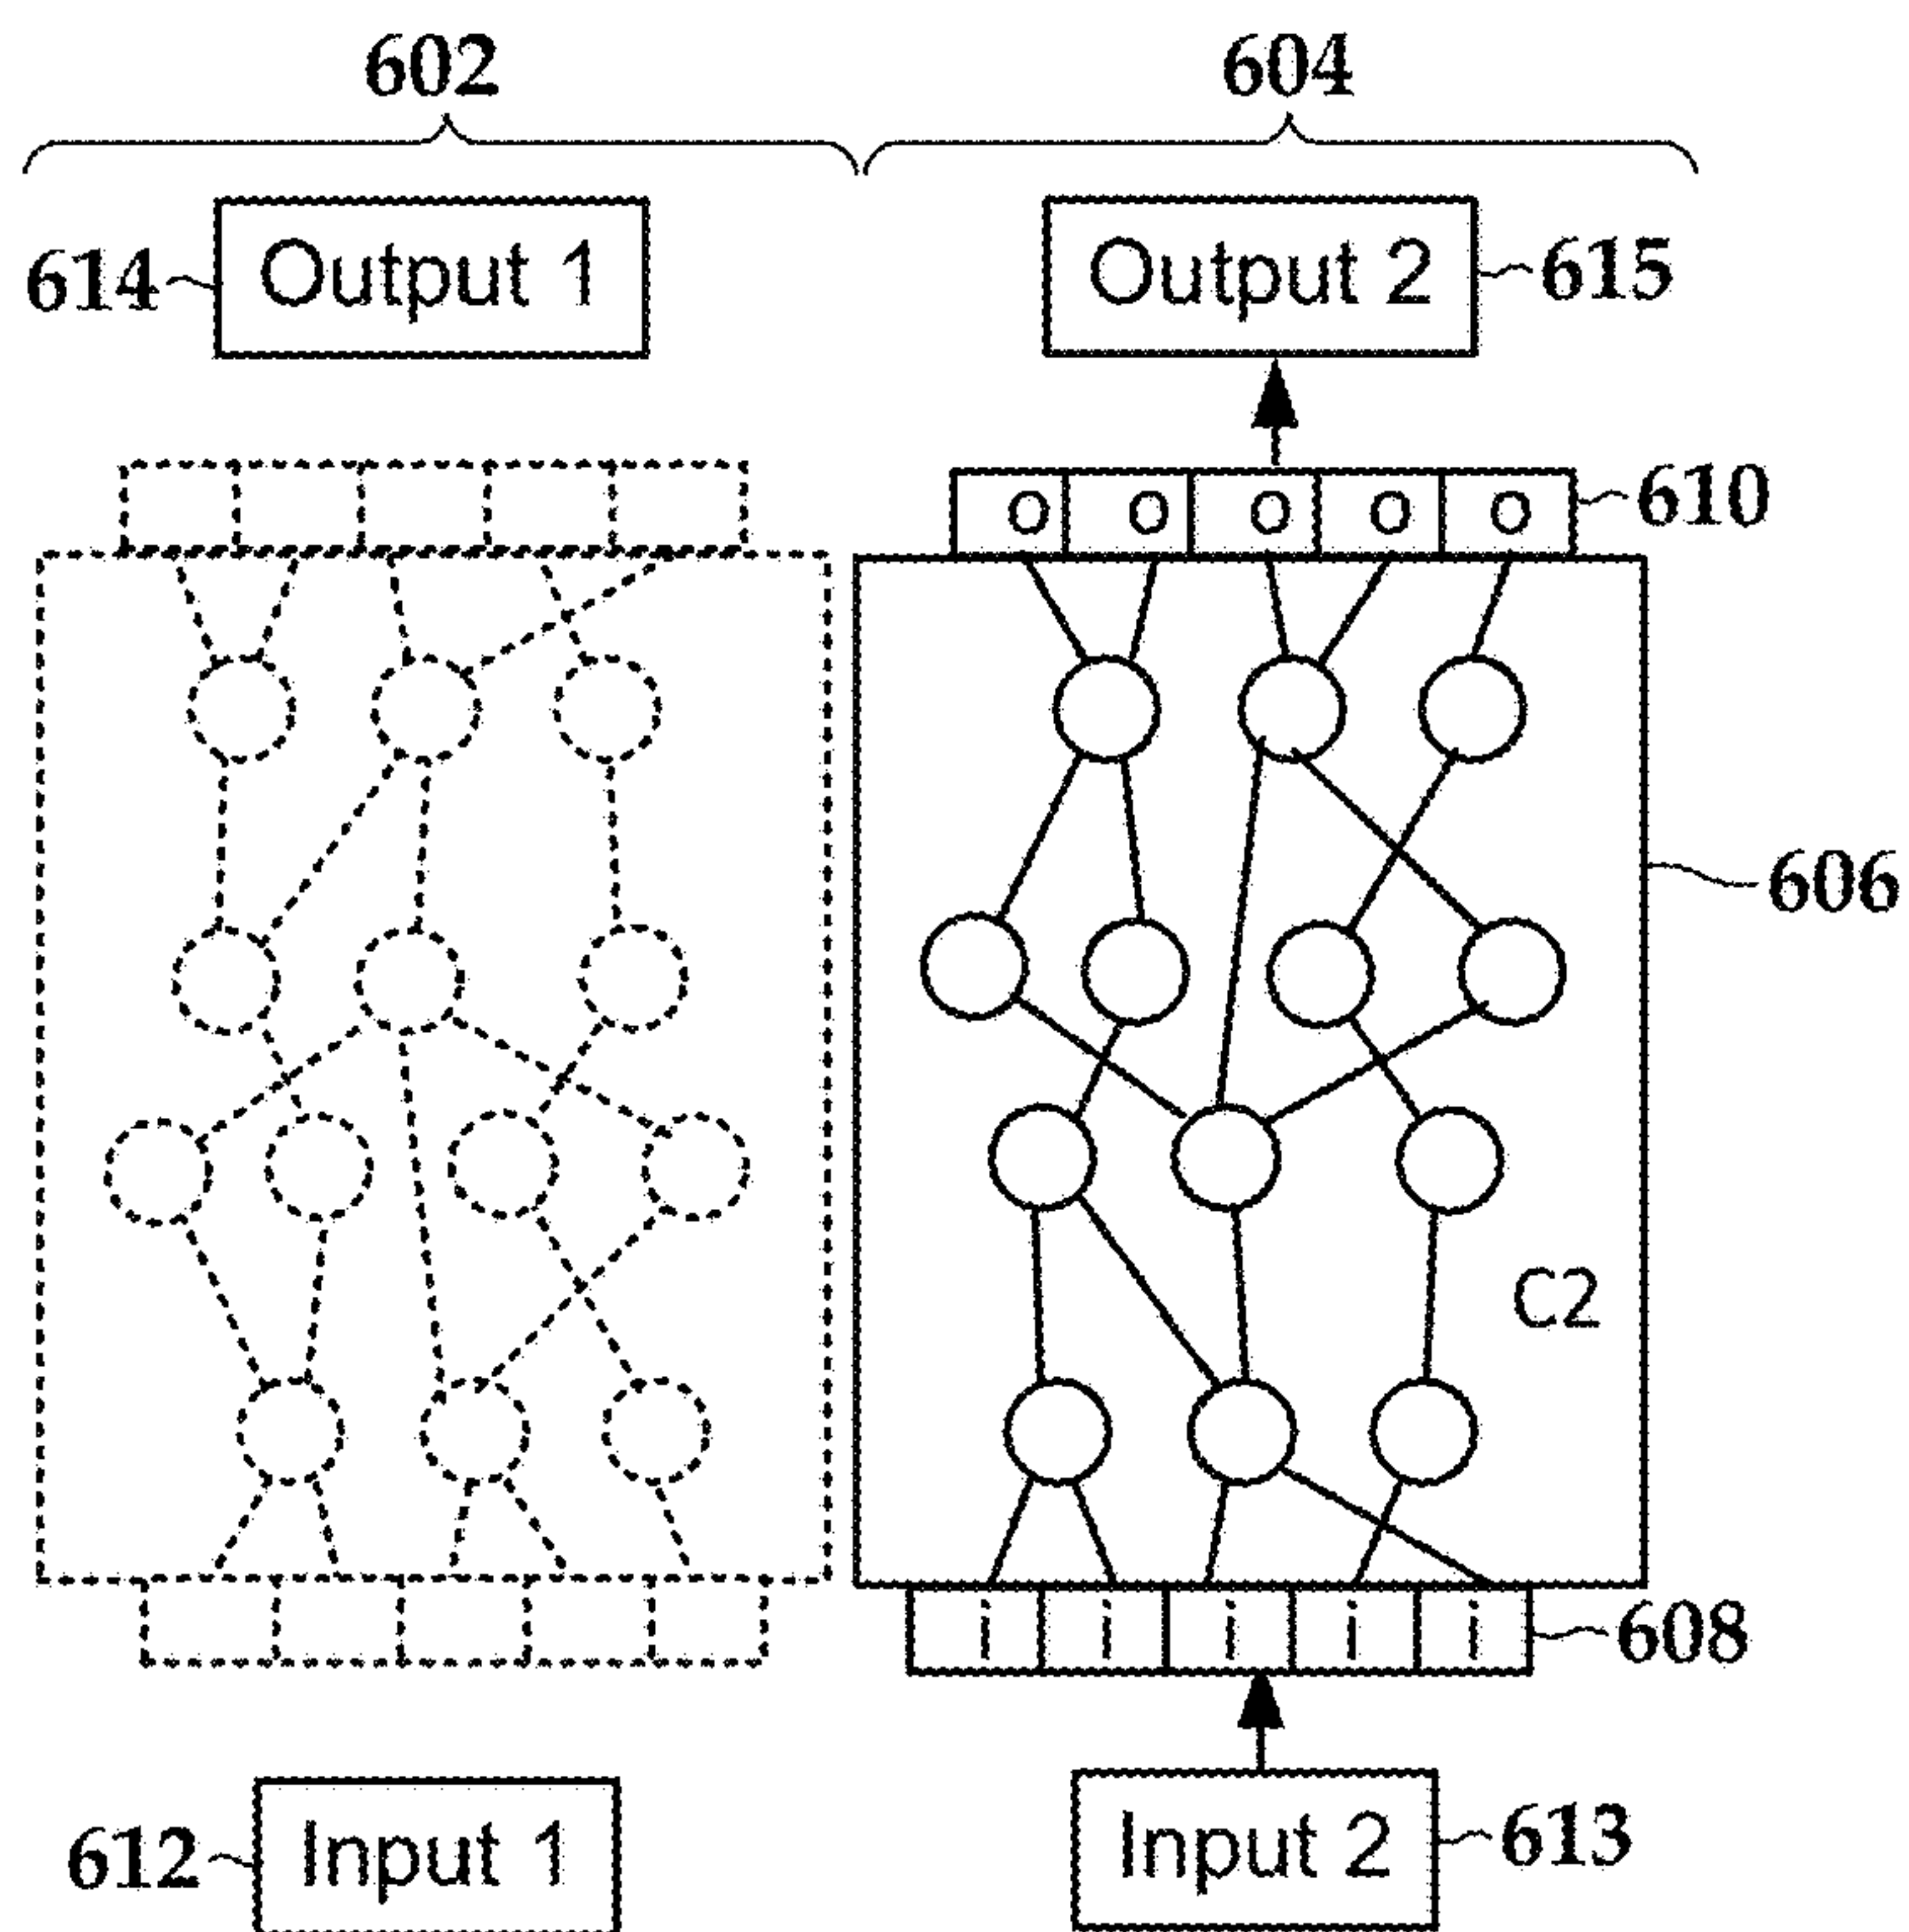 602 604
614 Output 1 Output 2 615
O O O O O 610
606
C2
I I I I I 608
612 Input 1 Input 2 613